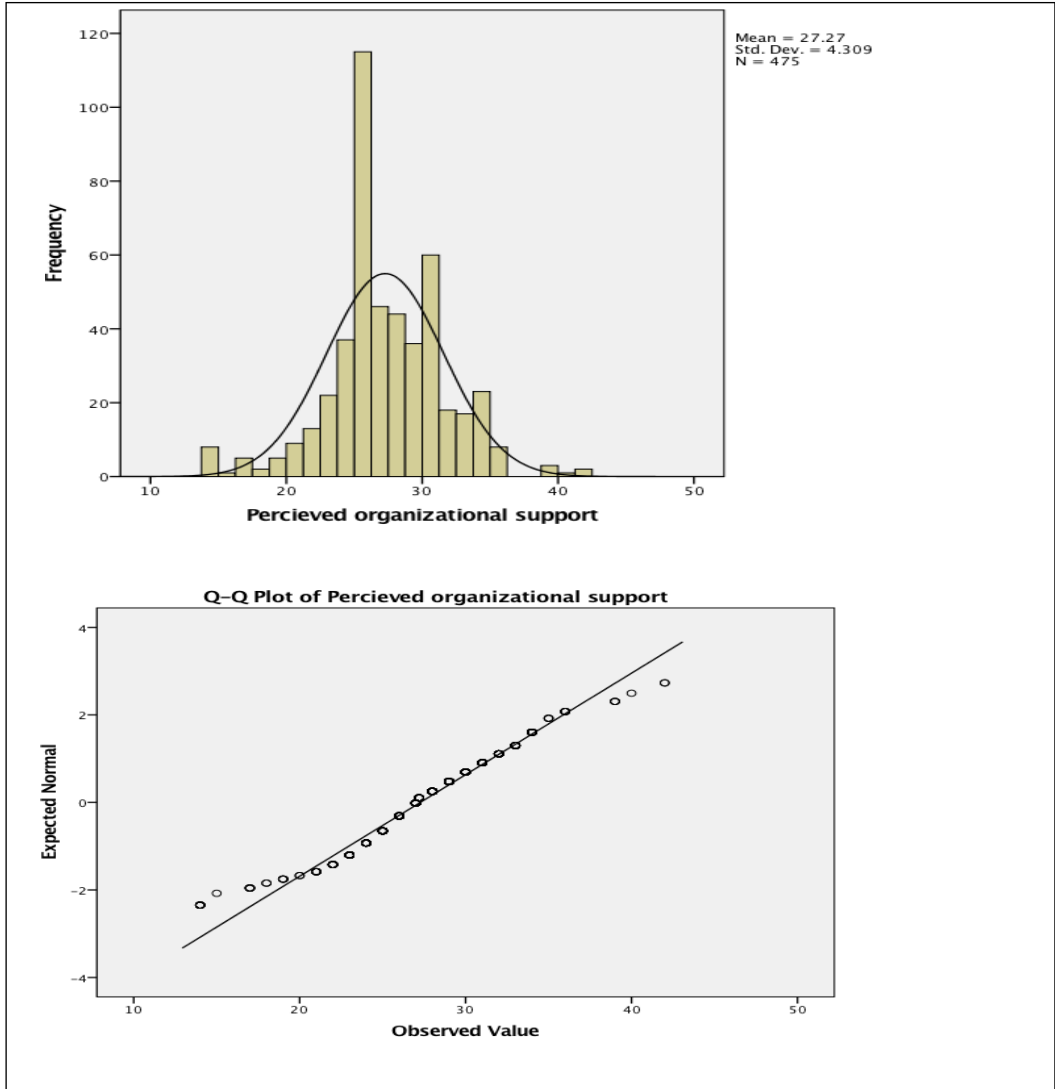 120
100
80
60
40
20
0
Frequency
10 20 30 40 50
Percieved organizational support
Mean = 27.27
Std. Dev. = 4.309
N = 475
Q-Q Plot of Percieved organizational support
4
2
0
-2
-4
Expected Normal
10 20 30 40 50
Observed Value